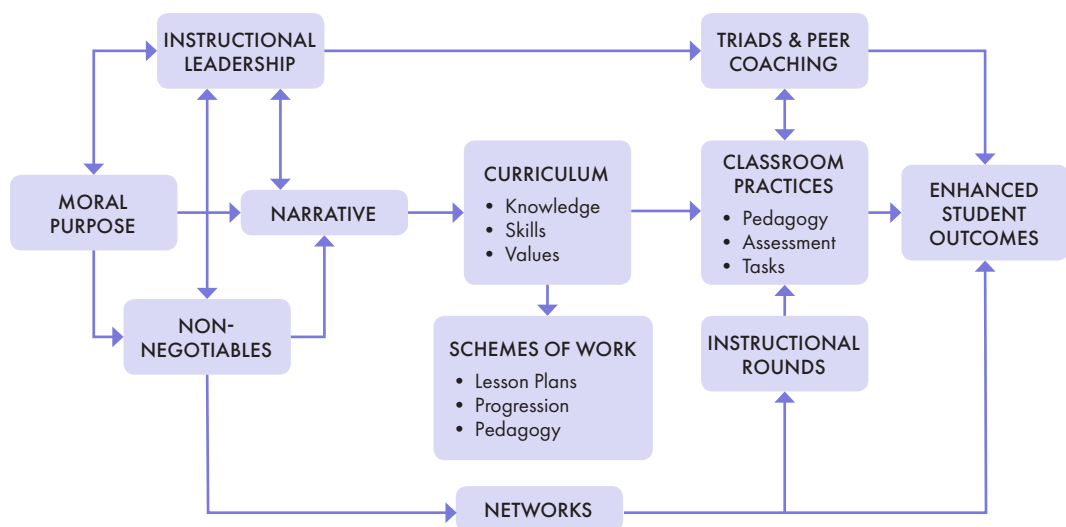 INSTRUCTIONAL
LEADERSHIP
TRIADS & PEER
COACHING
MORAL
PURPOSE
NARRATIVE
CURRICULUM
• Knowledge
• Skills
• Values
CLASSROOM
PRACTICES
• Pedagogy
• Assessment
• Tasks
ENHANCED
STUDENT
OUTCOMES
NON-
NEGOTIABLES
SCHEMES OF WORK
• Lesson Plans
• Progression
• Pedagogy
INSTRUCTIONAL
ROUNDS
NETWORKS